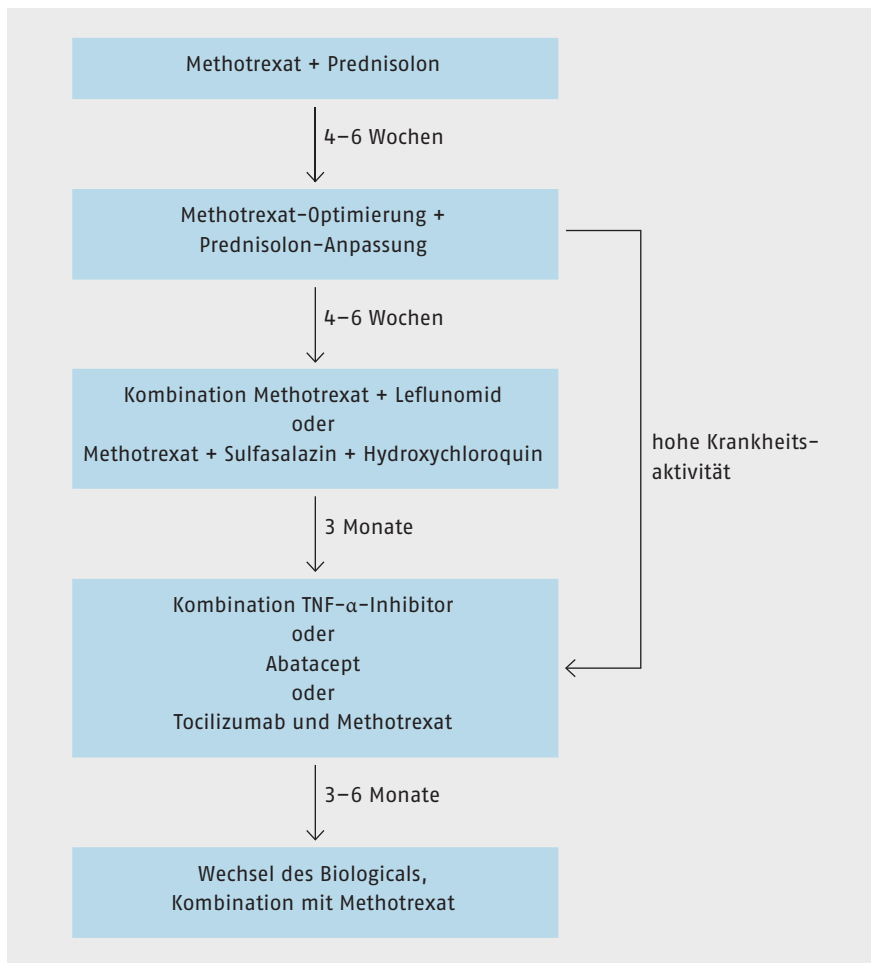 Methotrexat + Prednisolon
4–6 Wochen
Methotrexat-Optimierung +
Prednisolon-Anpassung
4–6 Wochen
Kombination Methotrexat + Leflunomid
oder
Methotrexat + Sulfasalazin + Hydroxychloroquin
hohe Krankheits-
aktivität
3 Monate
Kombination TNF-α-Inhibitor
oder
Abatacept
oder
Tocilizumab und Methotrexat
3–6 Monate
Wechsel des Biologicals,
Kombination mit Methotrexat